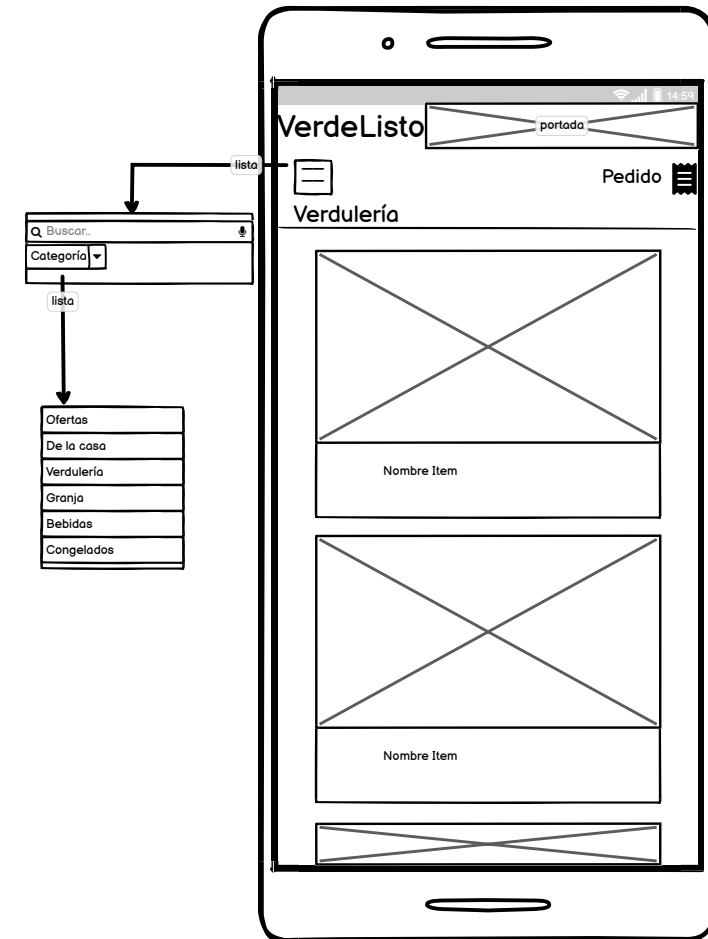 14:59
VerdeListo
portada
lista
Pedido
Verdulería
Buscar..
Categoría
lista
Ofertas
De la casa
Verdulería
Granja
Bebidas
Congelados
Nombre Item
Nombre Item